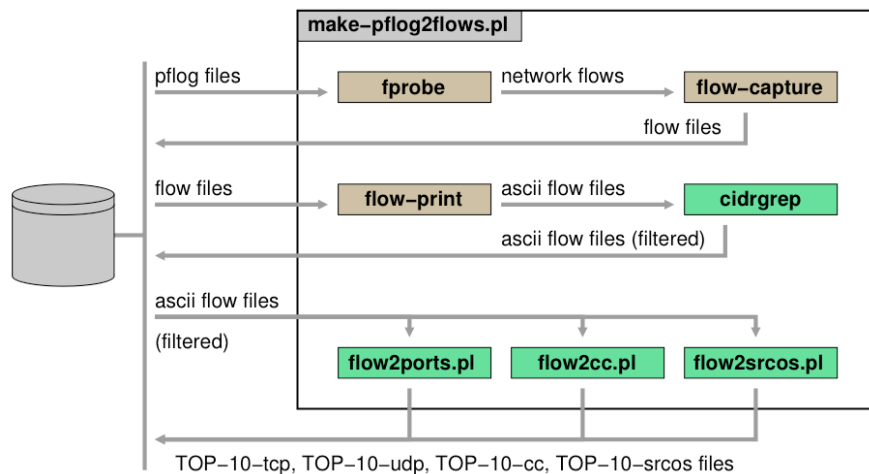 make-pflog2flows.pl
pflog files
fprobe
network flows
flow-capture
flow files
flow files
flow-print
ascii flow files
cidrgrep
ascii flow files (filtered)
ascii flow files
(filtered)
flow2ports.pl
flow2cc.pl
flow2srcos.pl
TOP-10-tcp, TOP-10-udp, TOP-10-cc, TOP-10-srcos files